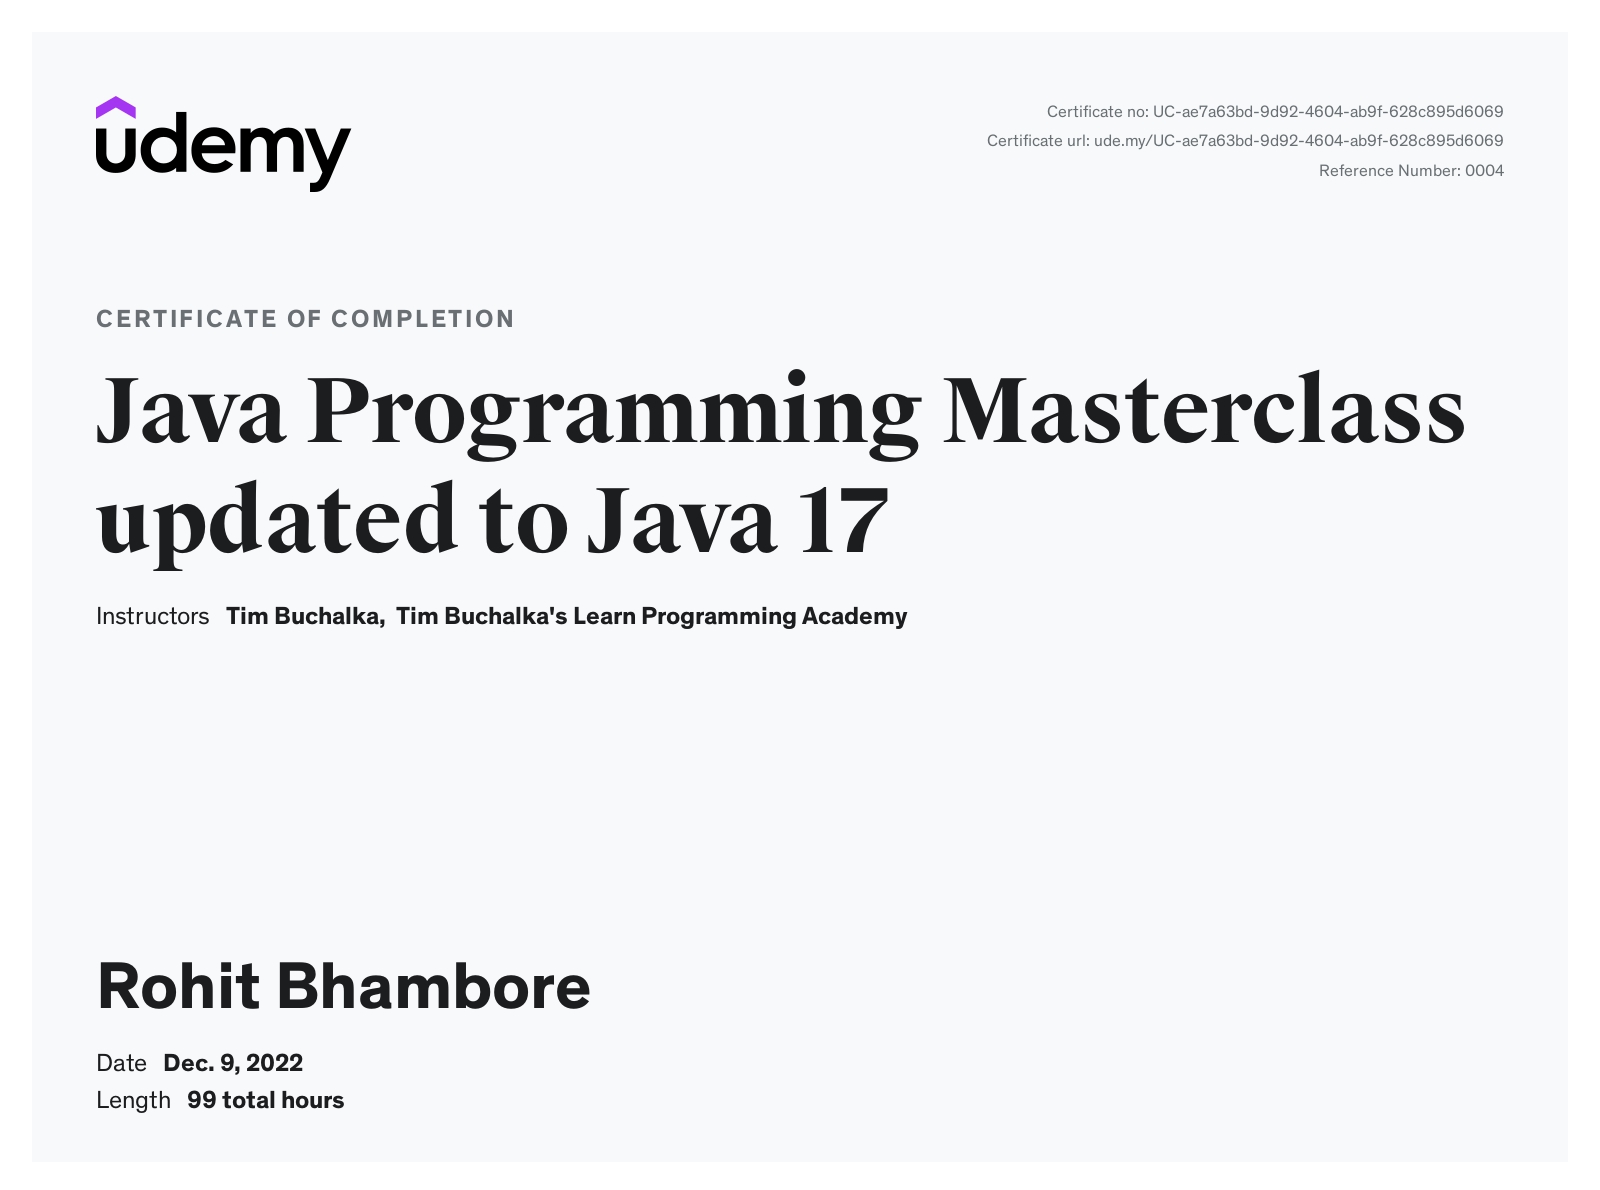 udemy
Certificate no: UC-ae7a63bd-9d92-4604-ab9f-628c895d6069
Certificate url: ude.my/UC-ae7a63bd-9d92-4604-ab9f-628c895d6069
Reference Number: 0004
CERTIFICATE OF COMPLETION
Java Programming Masterclass
updated to Java 17
Instructors Tim Buchalka, Tim Buchalka's Learn Programming Academy
Rohit Bhambore
Date Dec. 9, 2022
Length 99 total hours